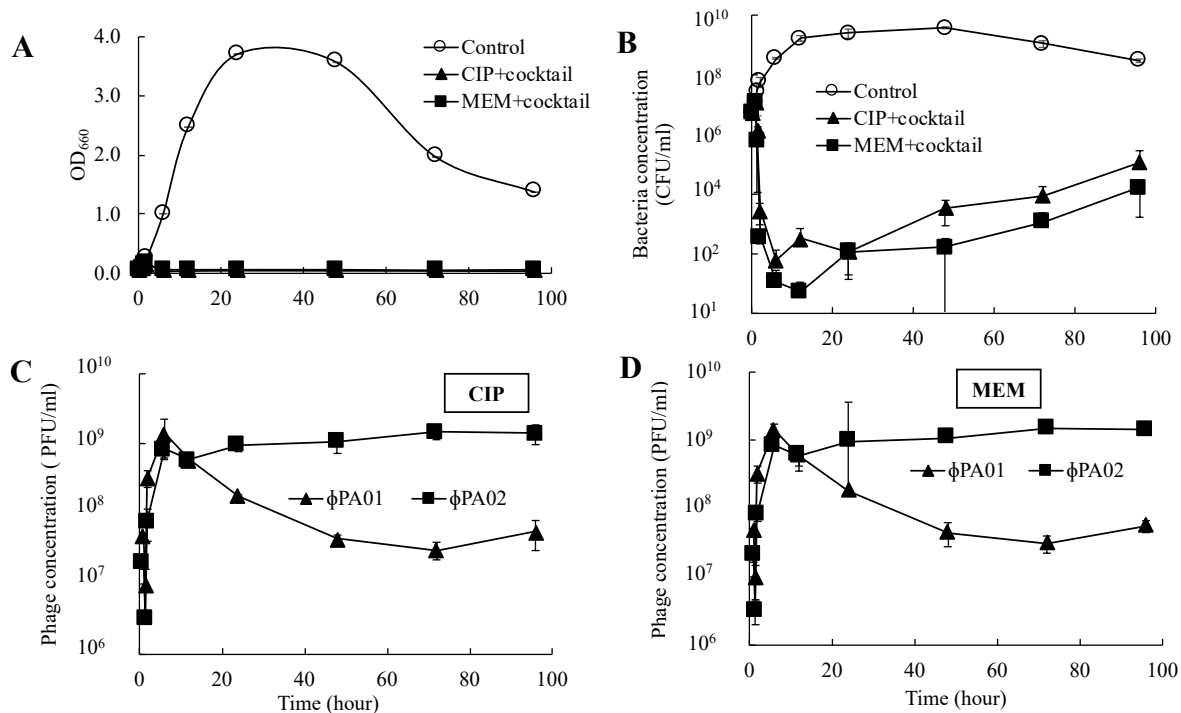 A
OD660
4.0
3.0
2.0
1.0
0.0
0 20 40 60 80 100
Control
CIP+cocktail
MEM+cocktail
B
Bacteria concentration
(CFU/ml)
10^10
10^8
10^6
10^4
10^2
10^1
0 20 40 60 80 100
Control
CIP+cocktail
MEM+cocktail
C
CIP
Phage concentration ( PFU/ml)
10^10
10^9
10^8
10^7
10^6
ϕPA01 ϕPA02
0 20 40 60 80 100
Time (hour)
D
MEM
Phage concentration (PFU/ml)
10^10
10^9
10^8
10^7
10^6
ϕPA01 ϕPA02
0 20 40 60 80 100
Time (hour)